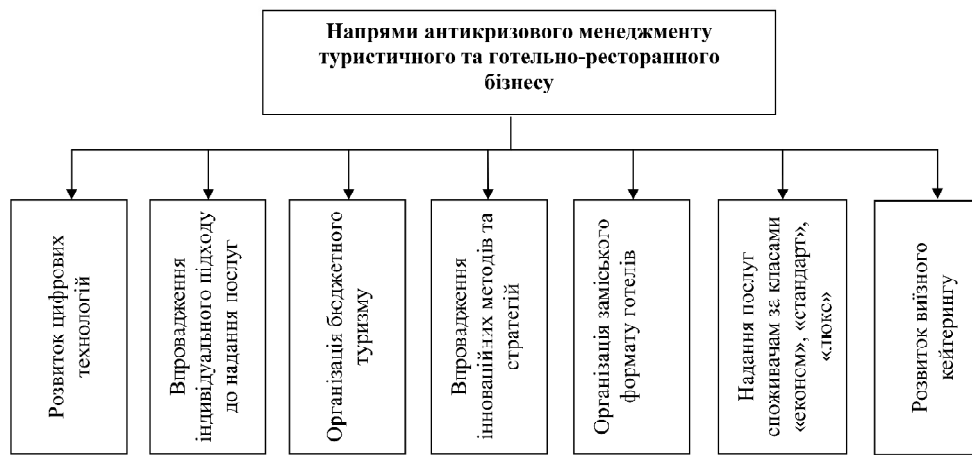 Напрями антикризового менеджменту
туристичного та готельно-ресторанного
бізнесу
Розвиток цифрових
технологій
Впровадження
індивідуального підходу
до надання послуг
Організація бюджетного
туризму
Впровадження
інноваційних методів та
стратегій
Організація заміського
формату готелів
Надання послуг
споживачам за класами
«економ», «стандарт»,
«люкс»
Розвиток виїзного
кейтерингу